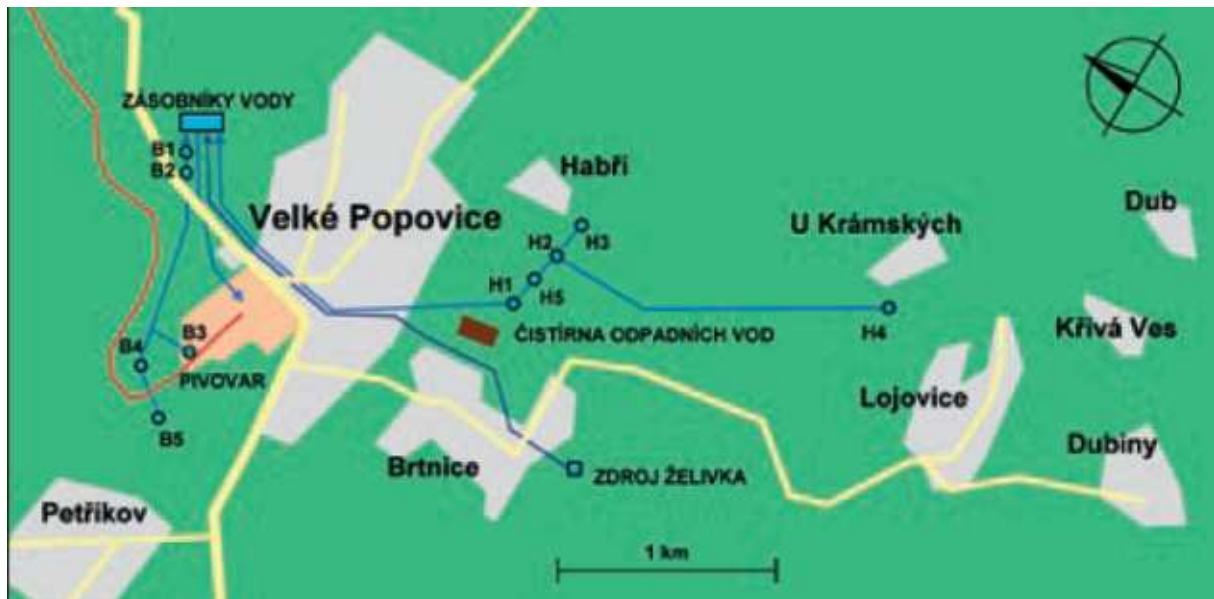 ZÁSOBNÍKY VODY
B1
B2
Velké Popovice
Habří
H3
H2
H5
H1
U Krámských
Dub
H4
Křivá Ves
ČISTÍRNA ODPADNÍCH VOD
B3
B4
PIVOVAR
B5
Lojovice
Dubiny
Brtnice
ZDROJ ŽELIVKA
Petříkov
1 km